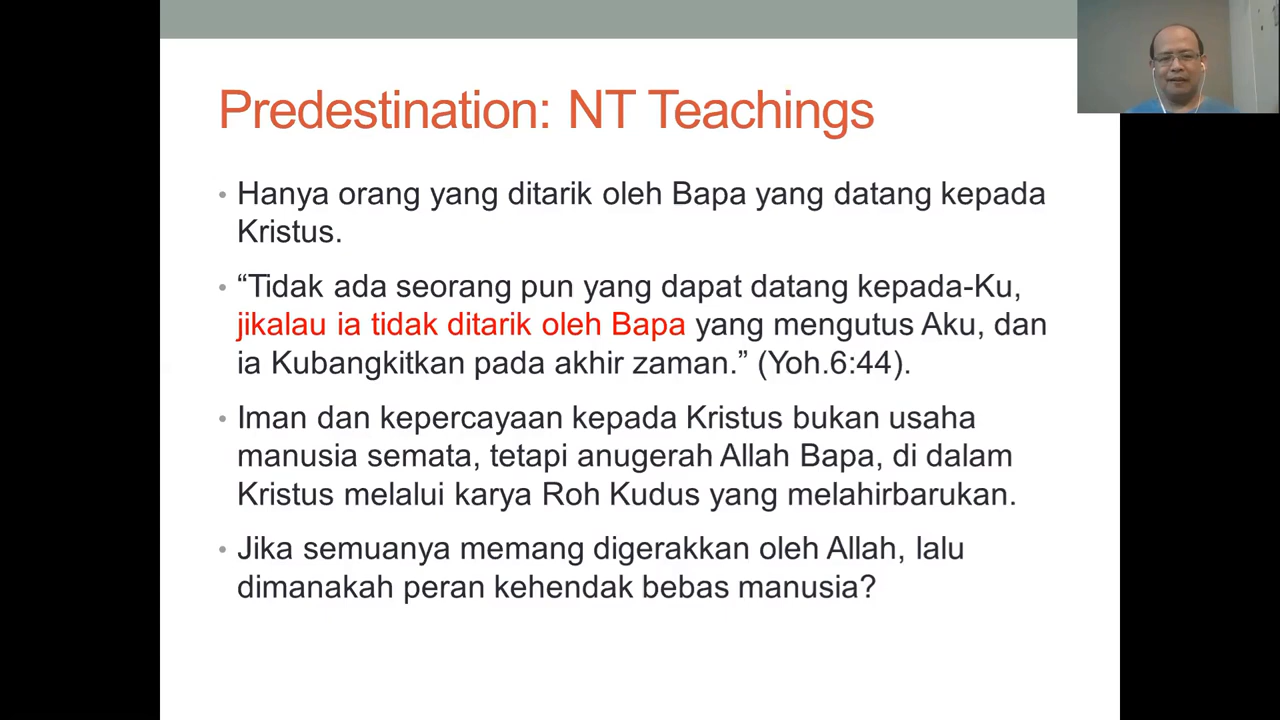 Predestination: NT Teachings
• Hanya orang yang ditarik oleh Bapa yang datang kepada
Kristus.
• “Tidak ada seorang pun yang dapat datang kepada-Ku,
jikalau ia tidak ditarik oleh Bapa yang mengutus Aku, dan
ia Kubangkitkan pada akhir zaman.” (Yoh.6:44).
• Iman dan kepercayaan kepada Kristus bukan usaha
manusia semata, tetapi anugerah Allah Bapa, di dalam
Kristus melalui karya Roh Kudus yang melahirbarukan.
• Jika semuanya memang digerakkan oleh Allah, lalu
dimanakah peran kehendak bebas manusia?